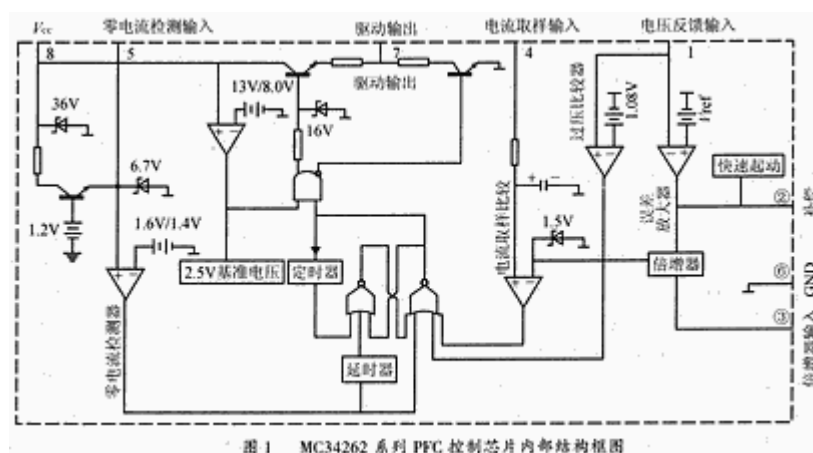 Vcc
零电流检测输入
驱动输出
电流取样输入
电压反馈输入
8
5
7
4
1
驱动输出
13V/8.0V
36V
16V
过压比较器
1.08V
Vref
6.7V
快速起动
②
1.2V
1.6V/1.4V
电流取样比较
1.5V
误差
放大器
2.5V基准电压
定时器
倍增器
⑥
GND
③
零电流检测器
延时器
倍增器输入
图 1 MC34262 系列 PFC 控制芯片内部结构框图